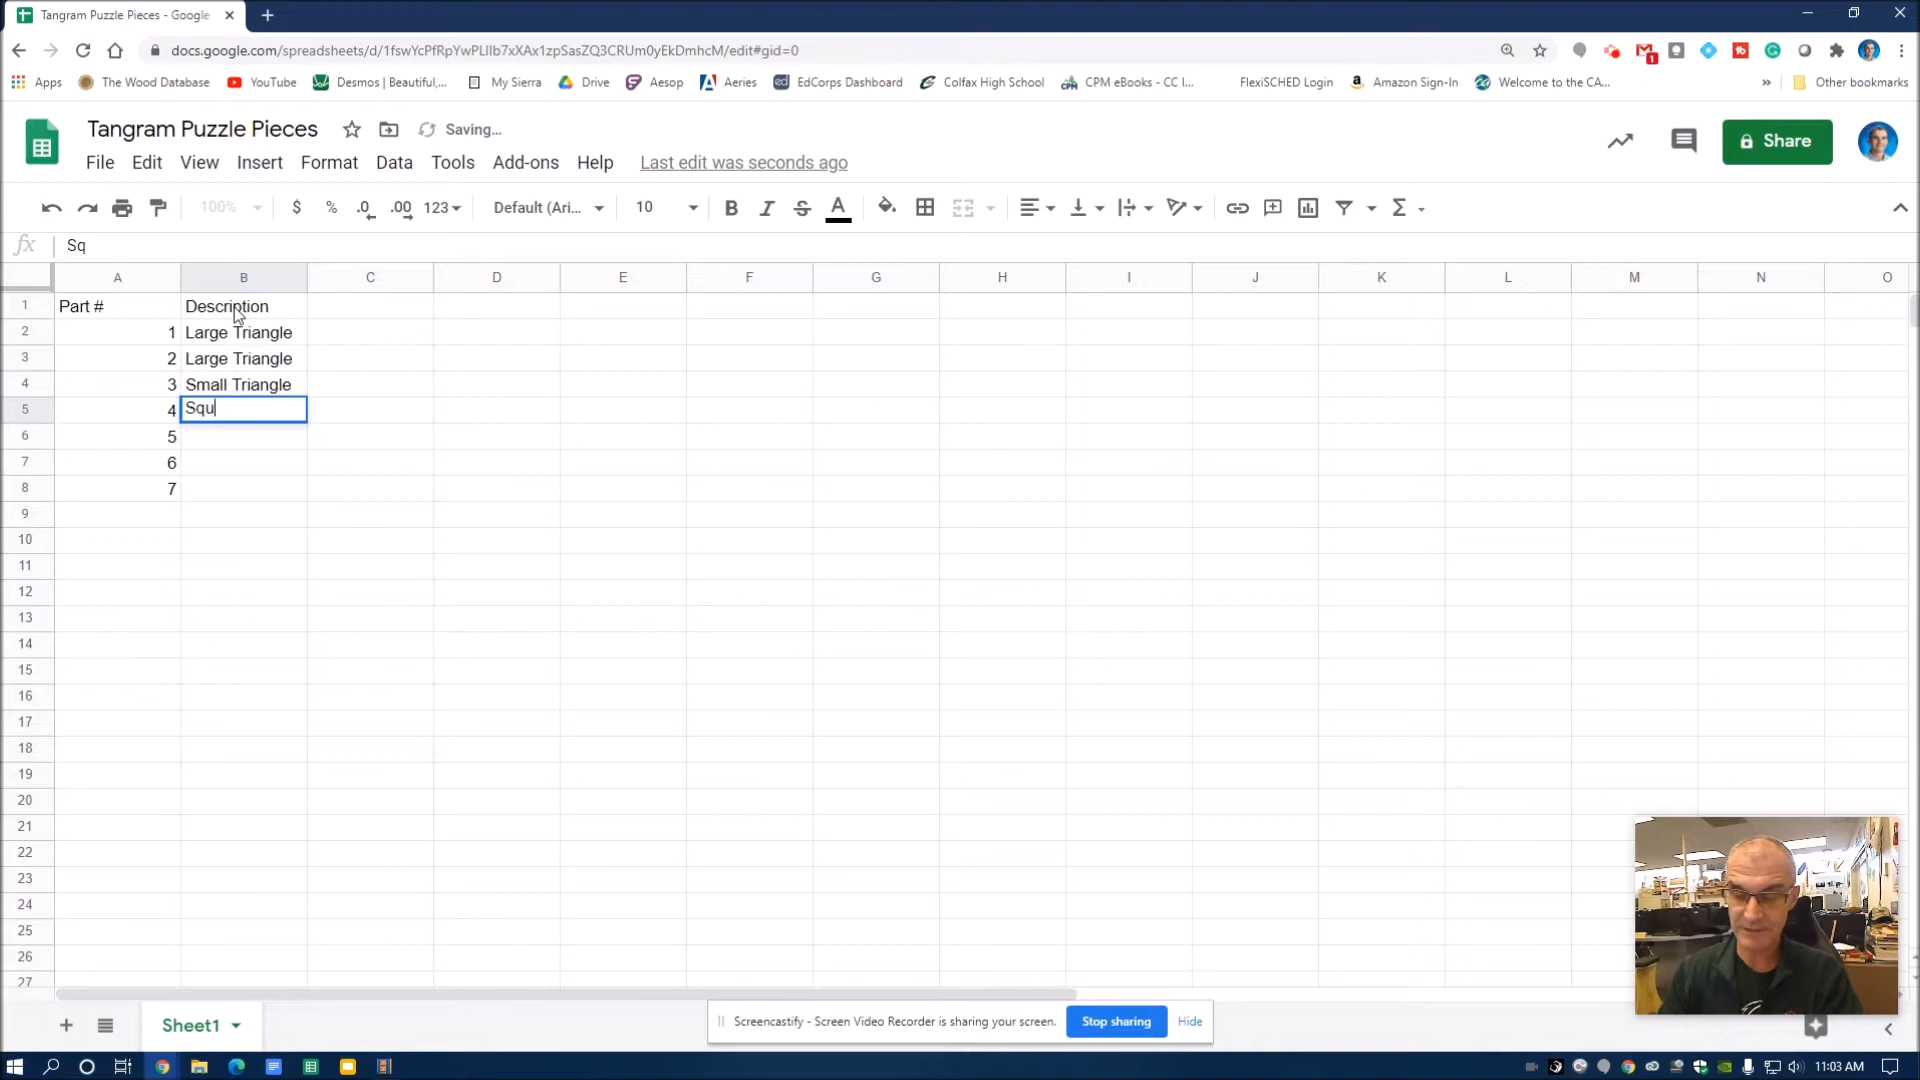 Tangram Puzzle Pieces - Google
docs.google.com/spreadsheets/d/1fswYcPfRpYwPLIlb7xXAx1zpSasZQ3CRUm0yEkDmhcM/edit#gid=0
Apps The Wood Database YouTube Desmos | Beautiful,... My Sierra Drive Aesop Aeries EdCorps Dashboard Colfax High School CPM eBooks - CC I... FlexiSCHED Login Amazon Sign-In Welcome to the CA... » Other bookmarks
Tangram Puzzle Pieces Saving...
Share
File Edit View Insert Format Data Tools Add-ons Help Last edit was seconds ago
100% $ % .0 .00 123 Default (Ari... 10 B I S A Σ
fx Sq
A B C D E F G H I J K L M N O
1 Part # Description
2 1 Large Triangle
3 2 Large Triangle
4 3 Small Triangle
5 4 Squ
6 5
7 6
8 7
9
10
11
12
13
14
15
16
17
18
19
20
21
22
23
24
25
26
27
Sheet1
Screencastify - Screen Video Recorder is sharing your screen. Stop sharing Hide
11:03 AM